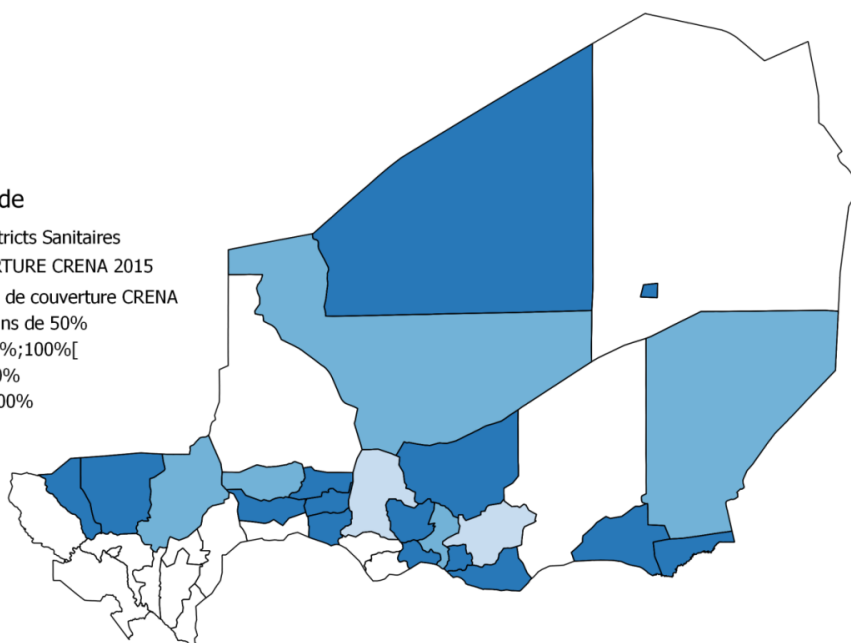 de
tricts Sanitaires
RTURE CRENA 2015
de couverture CRENA
ns de 50%
%;100%[
0%
00%